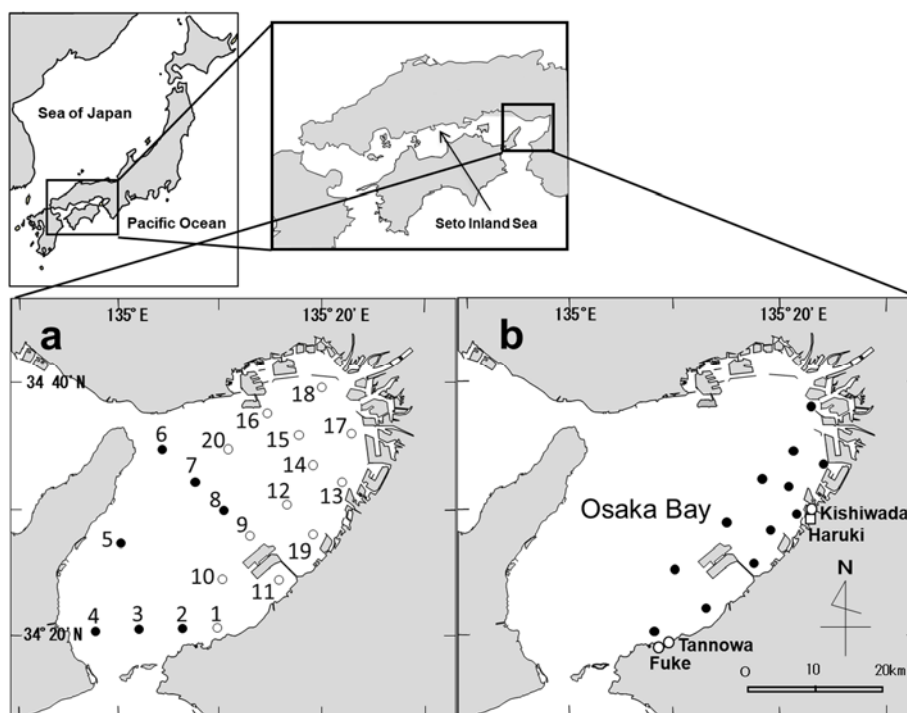 Sea of Japan
Pacific Ocean
Seto Inland Sea
a
135°E
135°20′E
34°40′N
34°20′N
18
16
17
6
20
15
7
14
13
12
8
9
5
19
10
11
4
3
2
1
b
135°E
135°20′E
Osaka Bay
Kishiwada
Haruki
N
Tannowa
Fuke
0 10 20km